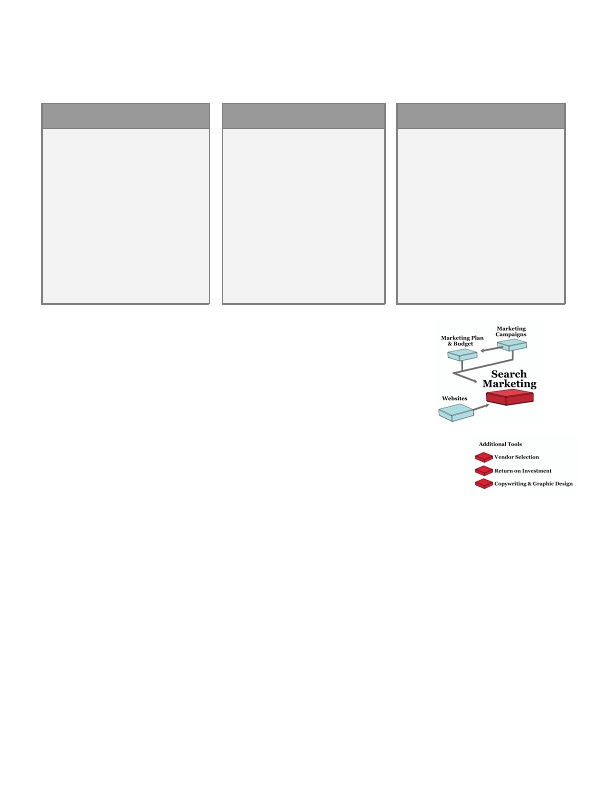 Marketing
Campaigns
Marketing Plan
& Budget
Search
Marketing
Websites
Additional Tools
Vendor Selection
Return on Investment
Copywriting & Graphic Design